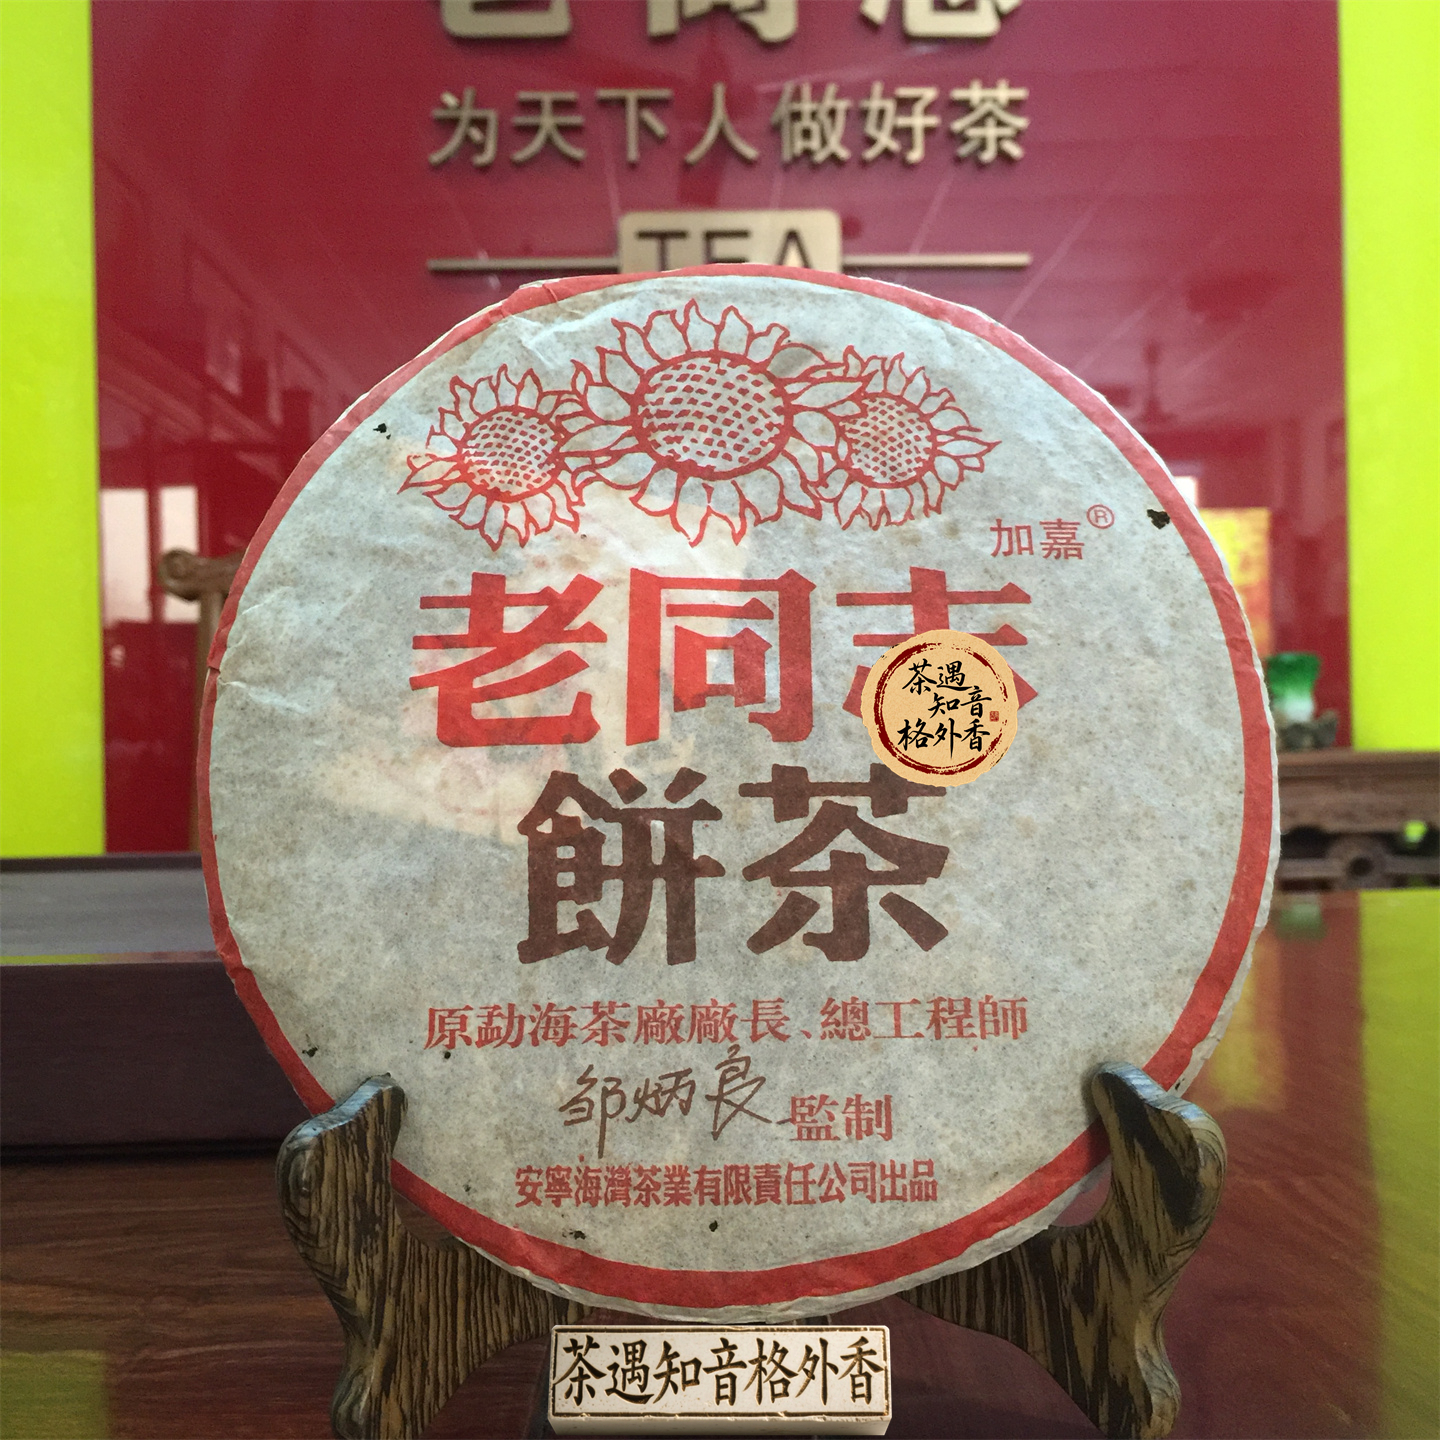 为天下人做好茶
TEA
加嘉®
老同志
茶遇
知音
格外香
餅茶
原勐海茶廠廠長、總工程師
邹炳良 監制
安寧海灣茶業有限責任公司出品
茶遇知音格外香